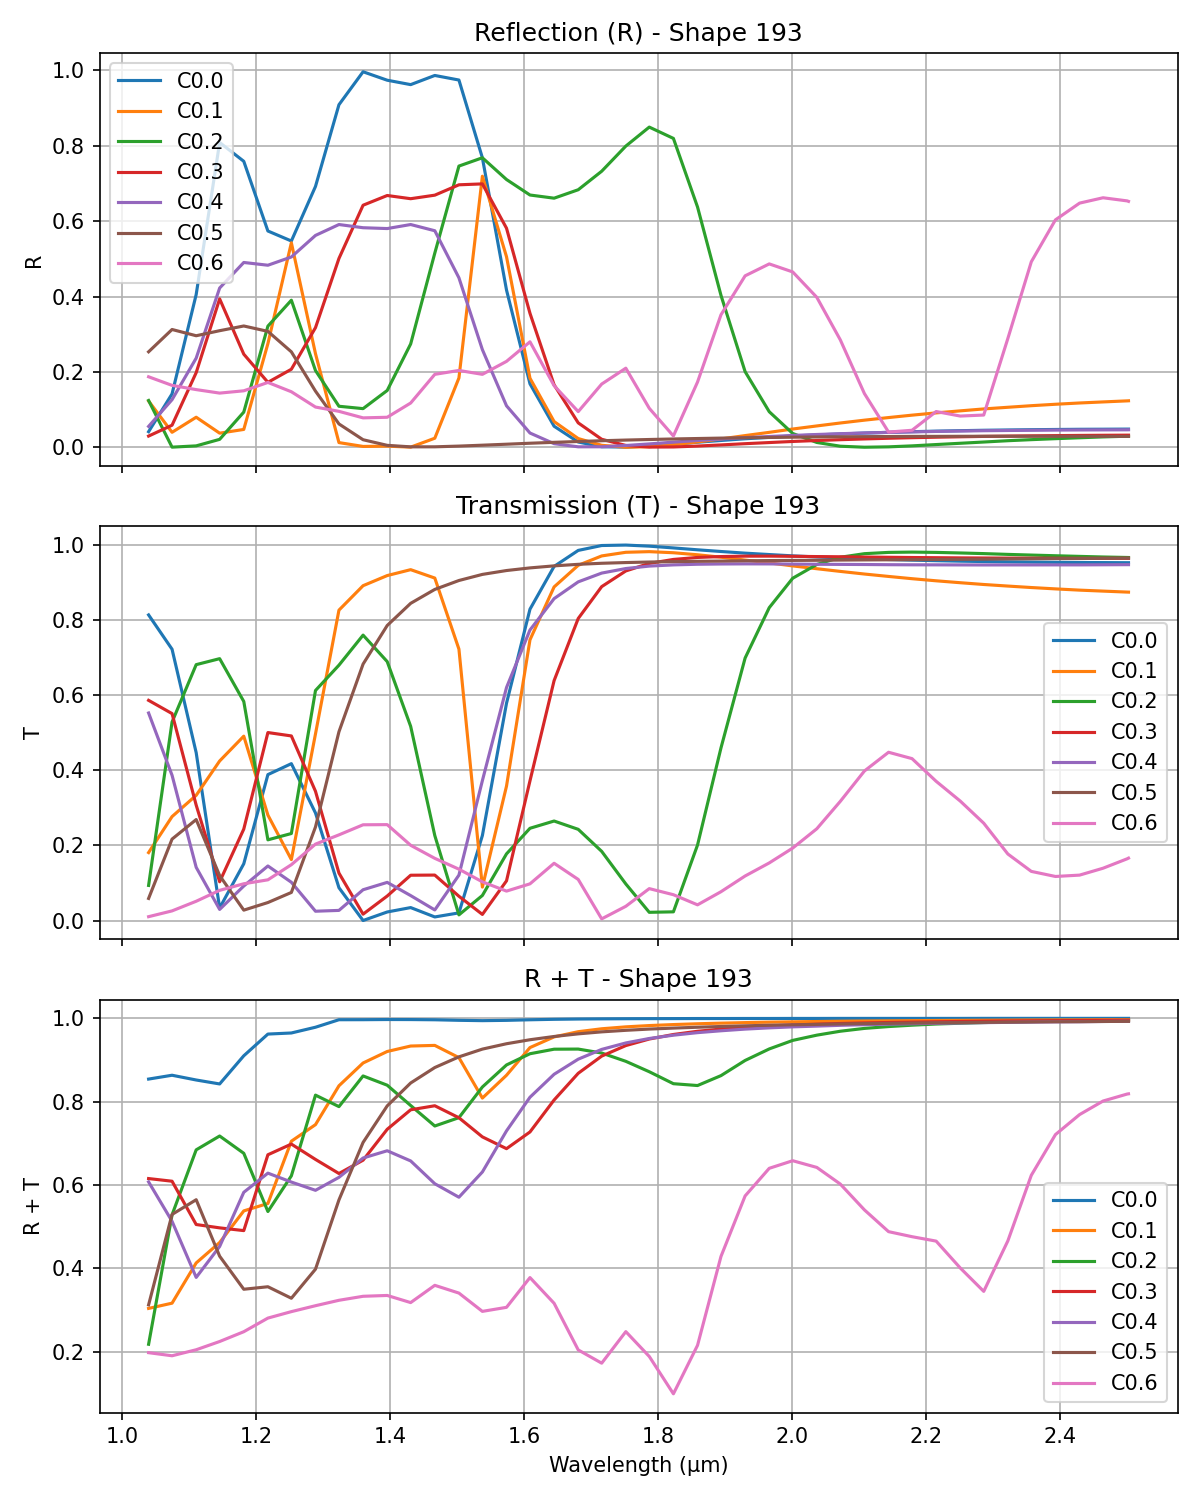 Reflection (R) - Shape 193
1.0
0.8
0.6
0.4
0.2
0.0
R
C0.0
C0.1
C0.2
C0.3
C0.4
C0.5
C0.6
Transmission (T) - Shape 193
1.0
0.8
0.6
0.4
0.2
0.0
T
C0.0
C0.1
C0.2
C0.3
C0.4
C0.5
C0.6
R + T - Shape 193
1.0
0.8
0.6
0.4
0.2
R + T
C0.0
C0.1
C0.2
C0.3
C0.4
C0.5
C0.6
1.0 1.2 1.4 1.6 1.8 2.0 2.2 2.4
Wavelength (μm)